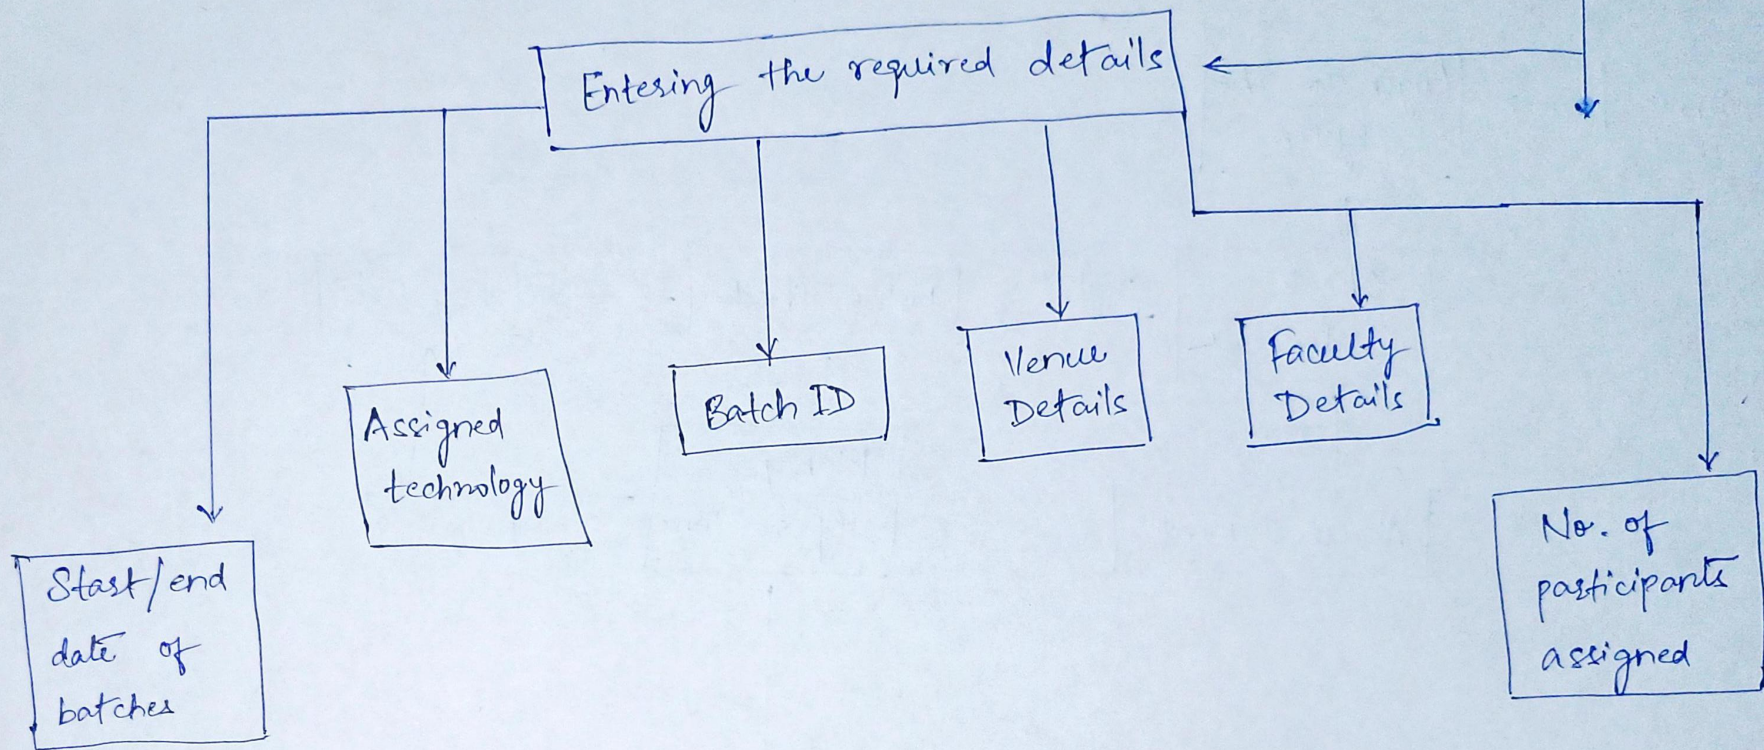 Entering the required details
Venue
Details
Faculty
Details
Batch ID
Assigned
technology
No. of
participants
assigned
Start/end
date of
batches